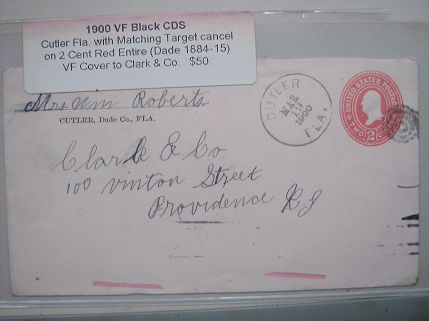 1900 VF Black CDS
Cutler Fla. with Matching Target cancel
on 2 Cent Red Entire (Dade 1884-15)
VF Cover to Clark & Co. $50.
Mrs Wm Roberts
CUTLER, Dade Co., FLA.
CUTLER
MAR
1900
FLA.
UNITED STATES POSTAGE
TWO
2
Clark & Co
100 Vinton Street
Providence R I